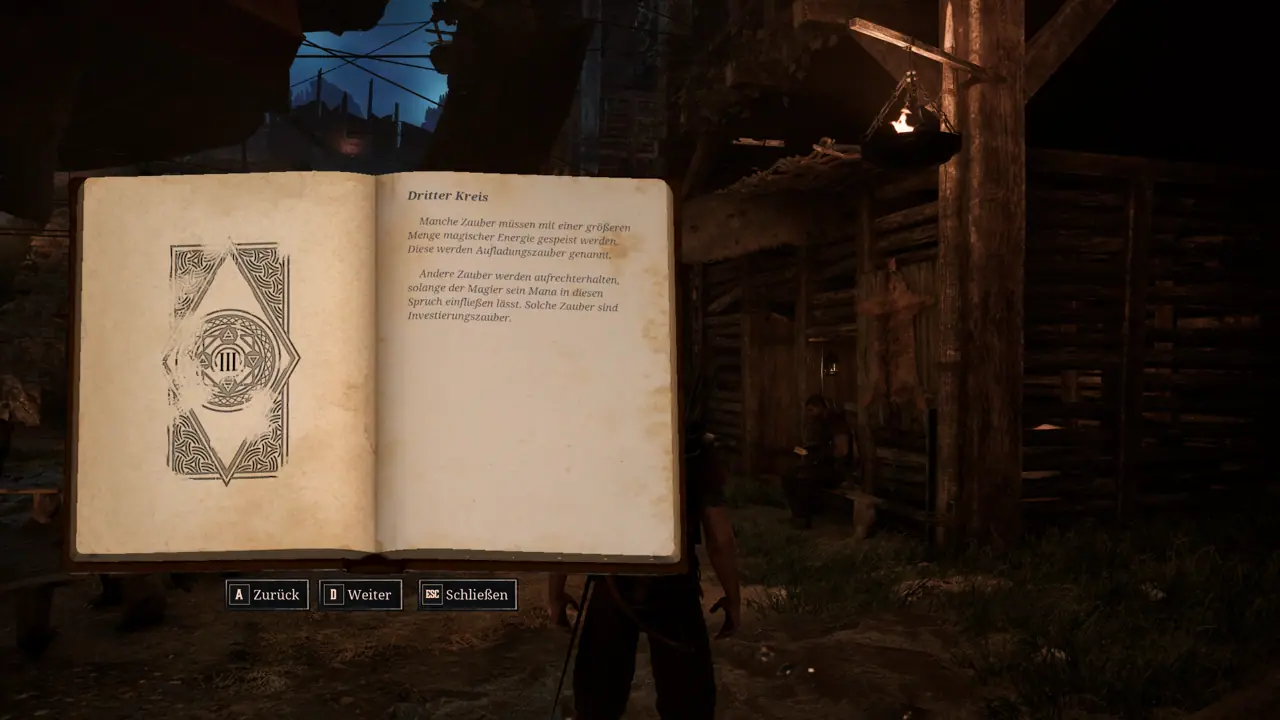 III
Dritter Kreis
Manche Zauber müssen mit einer größeren
Menge magischer Energie gespeist werden.
Diese werden Aufladungszauber genannt.
Andere Zauber werden aufrechterhalten,
solange der Magier sein Mana in diesen
Spruch einfließen lässt. Solche Zauber sind
Investierungszauber.
A Zurück
D Weiter
ESC Schließen